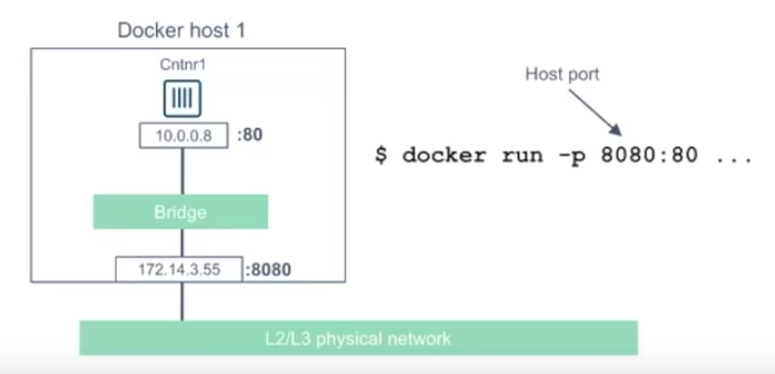 Docker host 1
Cntnr1
10.0.0.8 :80
Host port
$ docker run -p 8080:80 ...
Bridge
172.14.3.55 :8080
L2/L3 physical network